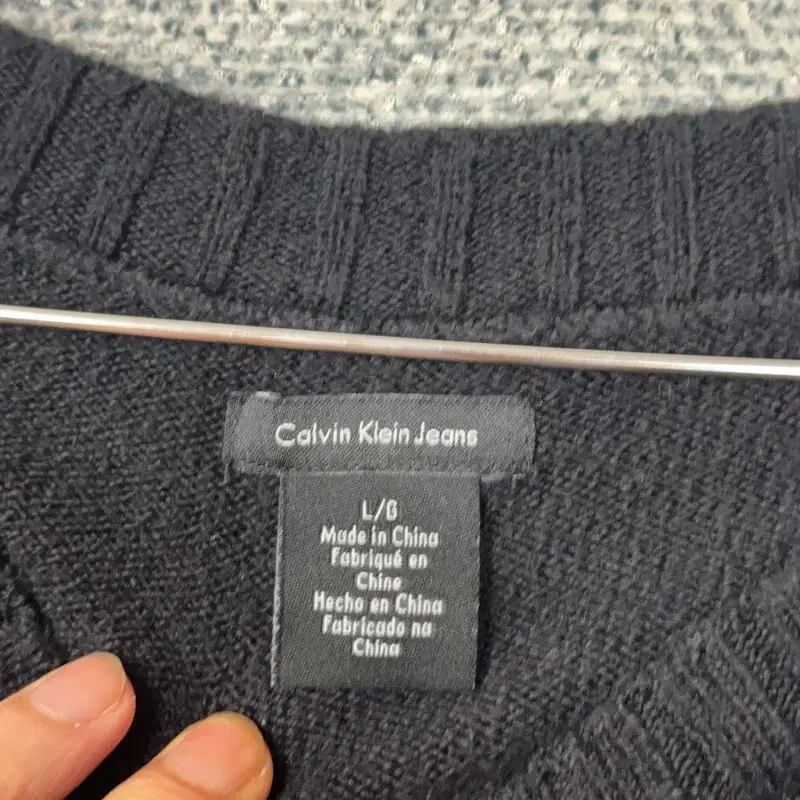 Calvin Klein Jeans
L/G
Made in China
Fabriqué en
Chine
Hecho en China
Fabricado na
China